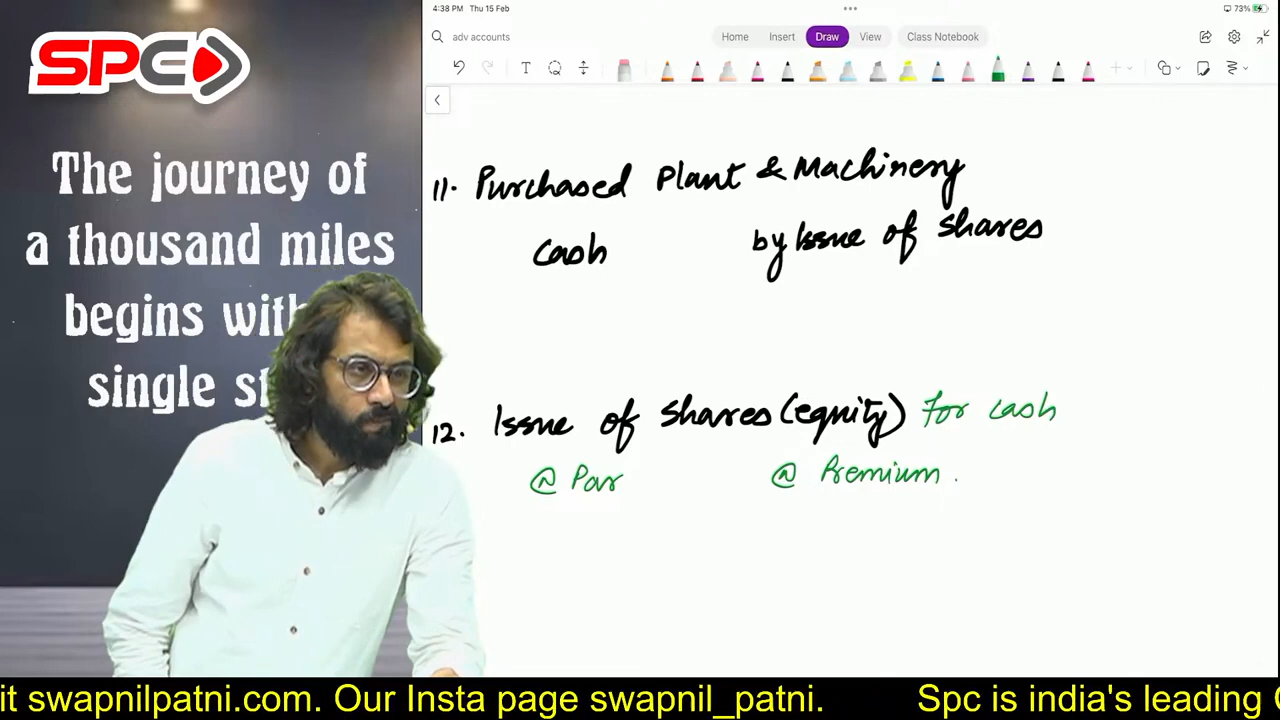 SPC
The journey of
a thousand miles
begins with
single
4:38 PM Thu 15 Feb
73%
adv accounts
Home Insert Draw View Class Notebook
11. Purchased Plant & Machinery
cash by Issue of shares
12. Issue of shares (equity) for cash
@ Par @ Premium.
it swapnilpatni.com. Our Insta page swapnil_patni. Spc is india's leading